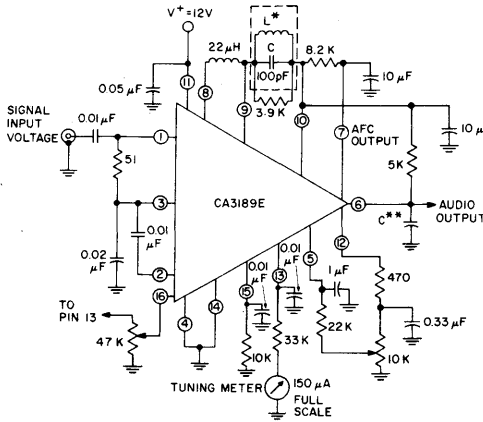 V+ = 12V
L*
C
100pF
22μH
8.2K
3.9K
0.05μF
10μF
11
8
9
10
7
AFC OUTPUT
10μ
SIGNAL INPUT VOLTAGE
0.01μF
1
51
3
CA3189E
5K
6
AUDIO OUTPUT
C**
12
0.01 μF
0.02 μF
2
16
TO PIN 13
47K
4
14
0.01 μF
15
10K
0.01 μF
13
33K
5
1μF
22K
470
0.33μF
10K
TUNING METER
150μA FULL SCALE